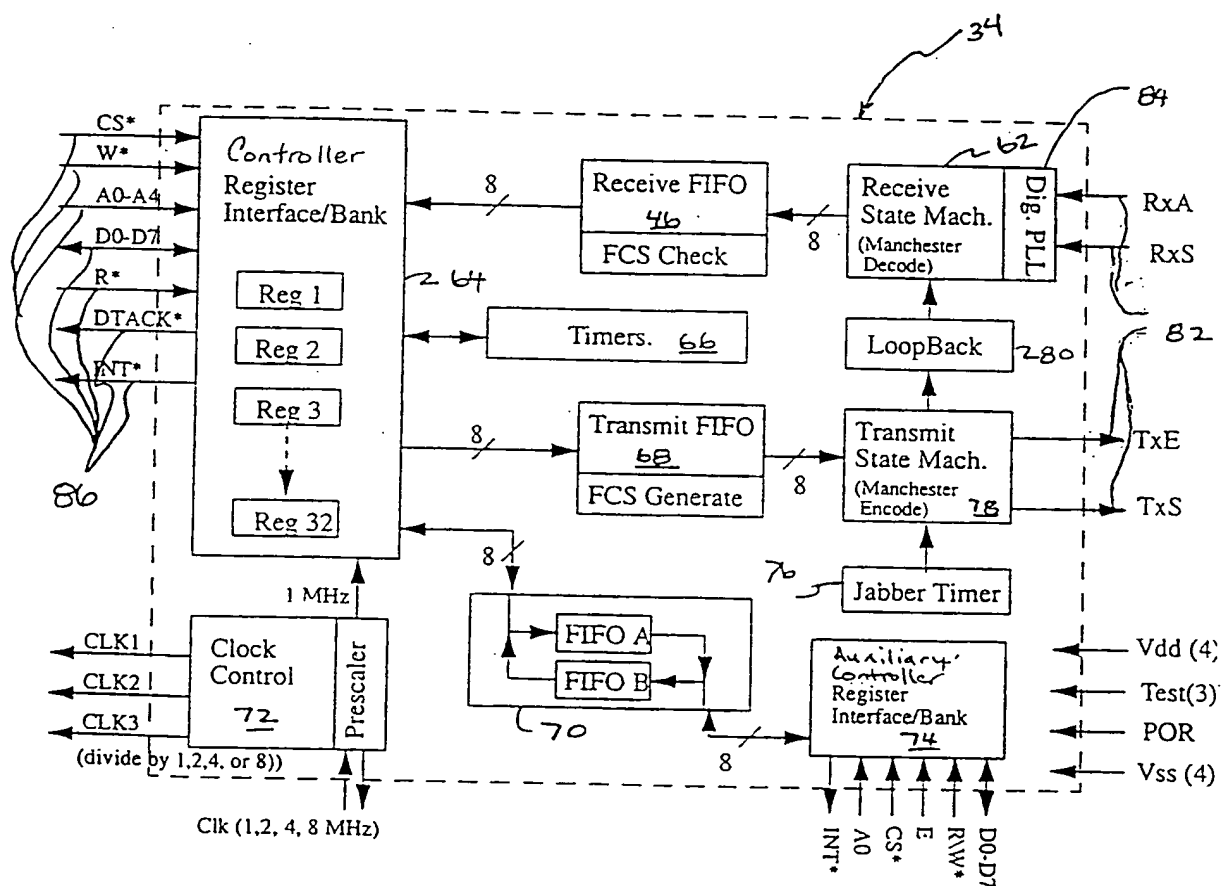 34
84
CS*
W*
A0-A4
D0-D7
R*
DTACK*
INT*
86
Controller
Register
Interface/Bank
Reg 1
Reg 2
Reg 3
Reg 32
64
8
Receive FIFO
46
FCS Check
8
62
Receive
State Mach.
(Manchester
Decode)
Dig. PLL
RxA
RxS
Timers. 66
LoopBack
80
82
8
Transmit FIFO
68
FCS Generate
8
Transmit
State Mach.
(Manchester
Encode)
78
TxE
TxS
76
Jabber Timer
8
FIFO A
FIFO B
70
8
1 MHz
CLK1
CLK2
CLK3
(divide by 1,2,4, or 8))
Clock
Control
72
Prescaler
Clk (1,2, 4, 8 MHz)
Auxiliary
Controller
Register
Interface/Bank
74
Vdd (4)
Test(3)
POR
Vss (4)
INT*
A0
CS*
E
R\W*
D0-D7